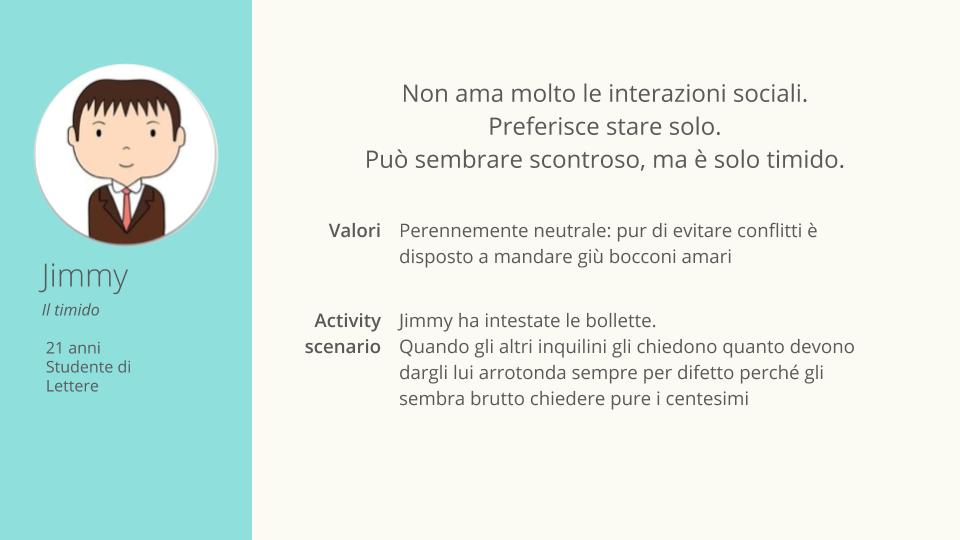 Jimmy
Il timido
21 anni
Studente di
Lettere
Non ama molto le interazioni sociali.
Preferisce stare solo.
Può sembrare scontroso, ma è solo timido.
Valori Perennemente neutrale: pur di evitare conflitti è
disposto a mandare giù bocconi amari
Activity Jimmy ha intestate le bollette.
scenario Quando gli altri inquilini gli chiedono quanto devono
dargli lui arrotonda sempre per difetto perché gli
sembra brutto chiedere pure i centesimi